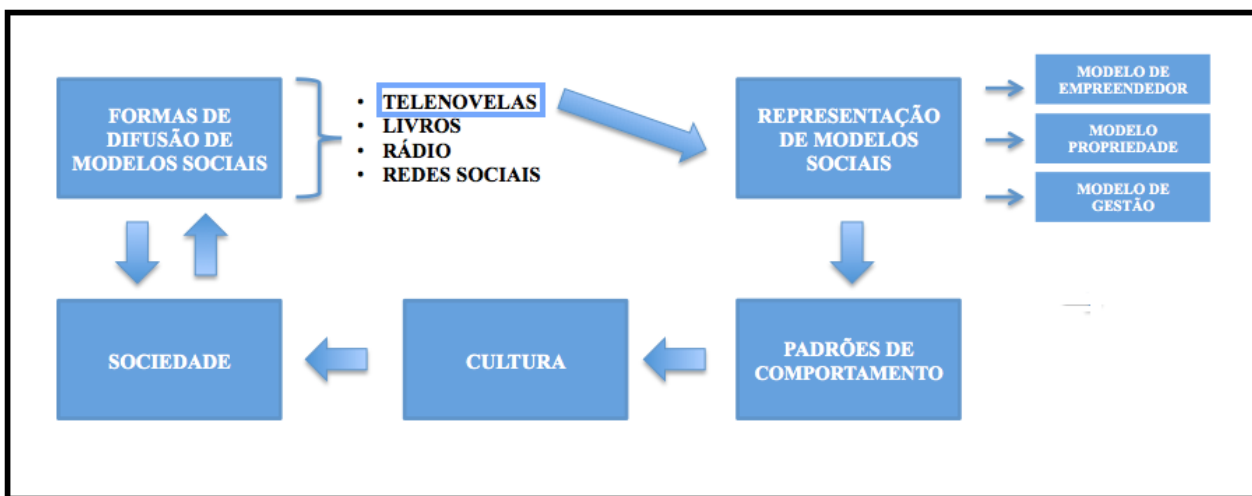 FORMAS DE
DIFUSÃO DE
MODELOS SOCIAIS
• TELENOVELAS
• LIVROS
• RÁDIO
• REDES SOCIAIS
REPRESENTAÇÃO
DE MODELOS
SOCIAIS
MODELO DE
EMPREENDEDOR
MODELO
PROPRIEDADE
MODELO DE
GESTÃO
SOCIEDADE
CULTURA
PADRÕES DE
COMPORTAMENTO